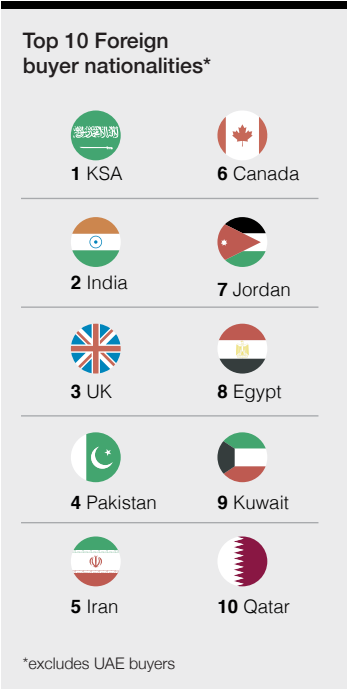 Top 10 Foreign
buyer nationalities*
1 KSA
6 Canada
2 India
7 Jordan
3 UK
8 Egypt
4 Pakistan
9 Kuwait
5 Iran
10 Qatar
*excludes UAE buyers